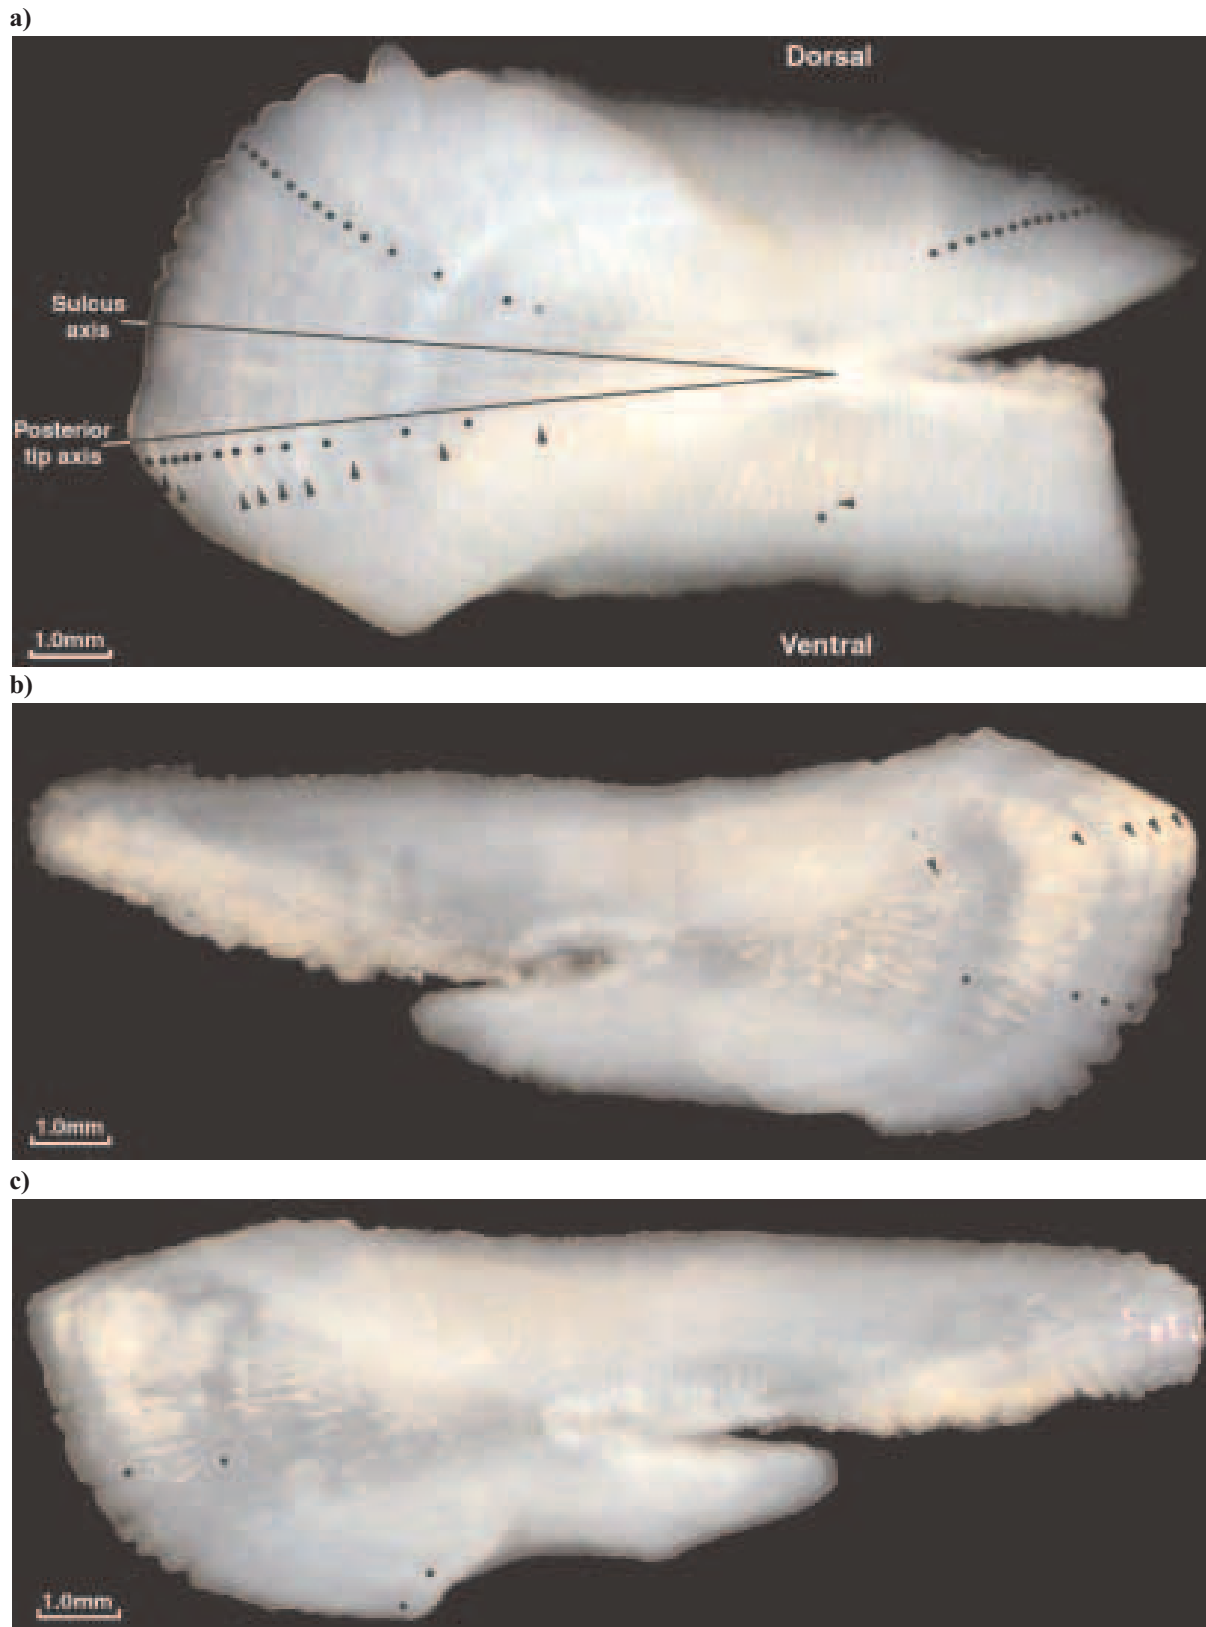 a)
Dorsal
Sulcus
axis
Posterior
tip axis
1.0mm
Ventral
b)
1.0mm
c)
1.0mm